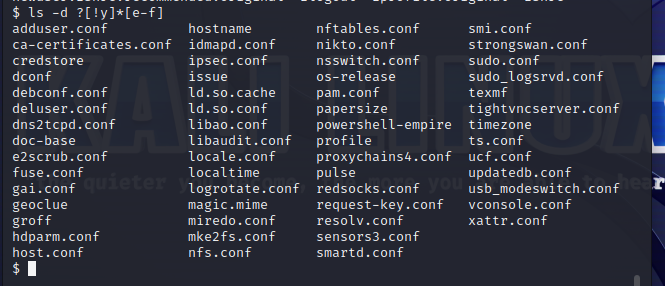 $ ls -d ?[!y]*[e-f]
adduser.conf hostname nftables.conf smi.conf
ca-certificates.conf idmapd.conf nikto.conf strongswan.conf
credstore ipsec.conf nsswitch.conf sudo.conf
dconf issue os-release sudo_logsrvd.conf
debconf.conf ld.so.cache pam.conf texmf
deluser.conf ld.so.conf papersize tightvncserver.conf
dns2tcpd.conf libao.conf powershell-empire timezone
doc-base libaudit.conf profile ts.conf
e2scrub.conf locale.conf proxychains4.conf ucf.conf
fuse.conf localtime pulse updatedb.conf
gai.conf logrotate.conf redsocks.conf usb_modeswitch.conf
geoclue magic.mime request-key.conf vconsole.conf
groff miredo.conf resolv.conf xattr.conf
hdparm.conf mke2fs.conf sensors3.conf
host.conf nfs.conf smartd.conf
$